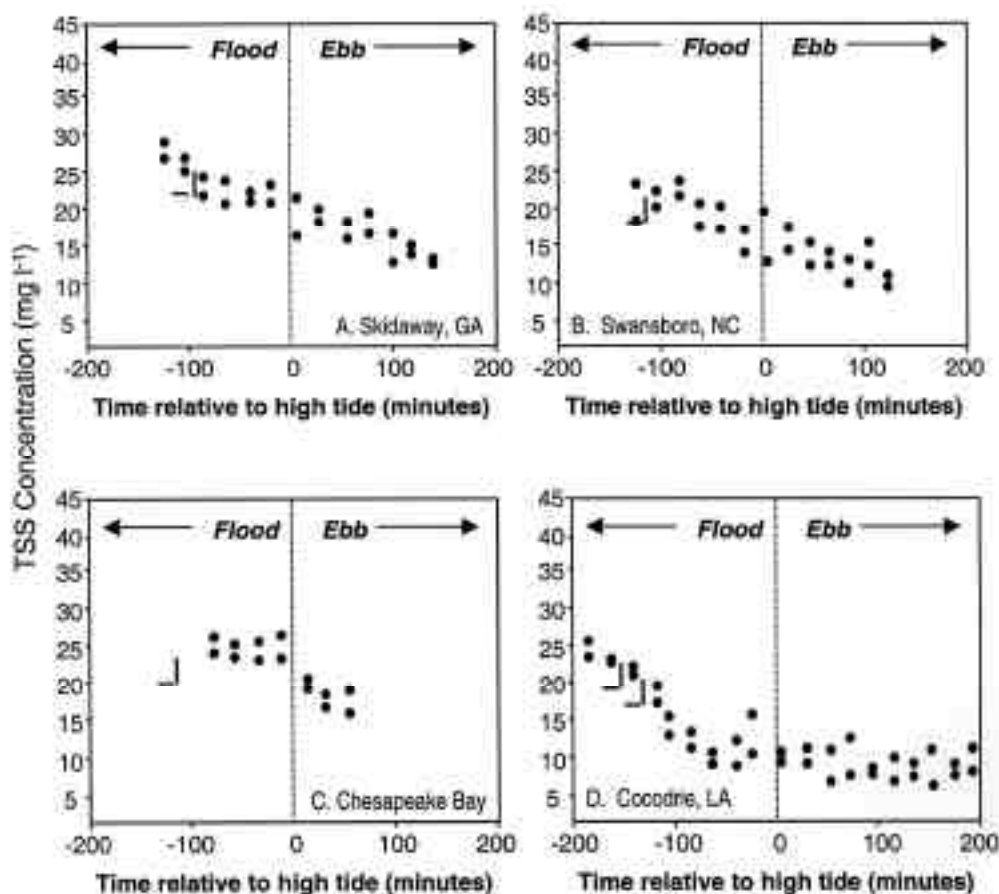 TSS Concentration (mg l⁻¹)
45
40
35
30
25
20
15
10
5
Flood Ebb
A. Skidaway, GA
-200 -100 0 100 200
Time relative to high tide (minutes)
45
40
35
30
25
20
15
10
5
Flood Ebb
B. Swansboro, NC
-200 -100 0 100 200
Time relative to high tide (minutes)
45
40
35
30
25
20
15
10
5
Flood Ebb
C. Chesapeake Bay
-200 -100 0 100 200
Time relative to high tide (minutes)
45
40
35
30
25
20
15
10
5
Flood Ebb
D. Cocodrie, LA
-200 -100 0 100 200
Time relative to high tide (minutes)